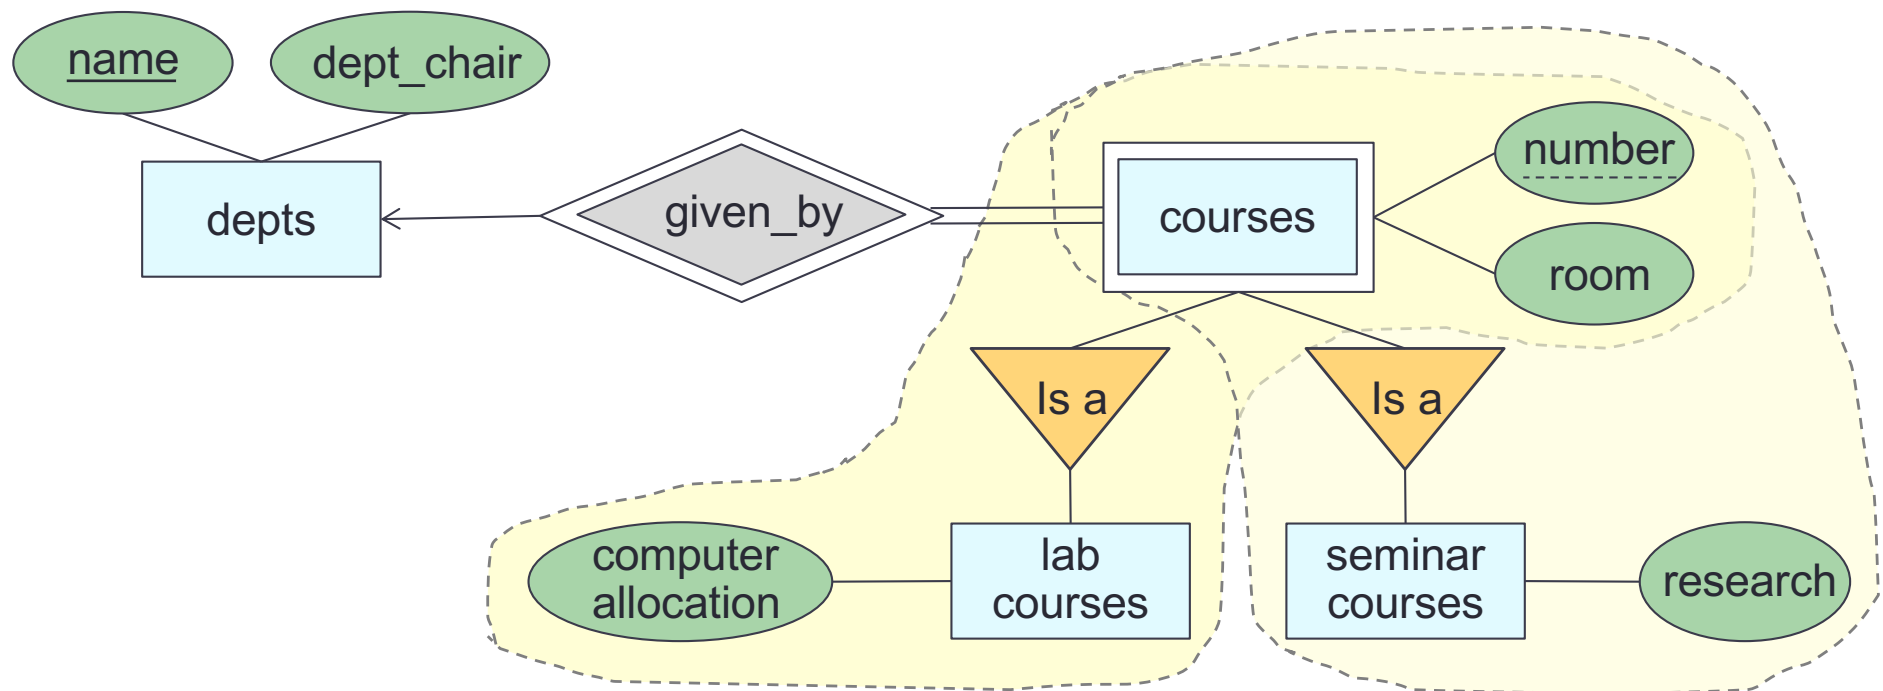 name
dept_chair
depts
given_by
courses
number
room
Is a
Is a
computer
allocation
lab
courses
seminar
courses
research